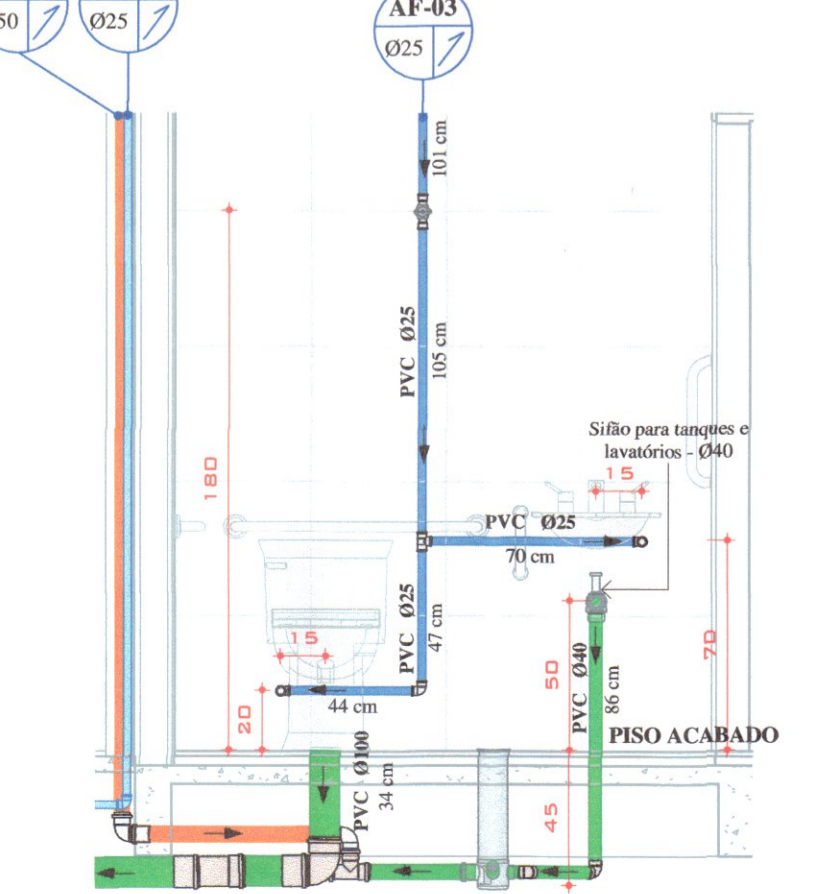 50
Ø25
AF-03
Ø25
101 cm
PVC Ø25
105 cm
180
Sifão para tanques e
lavatórios - Ø40
15
PVC Ø25
70 cm
PVC Ø25
47 cm
15
44 cm
20
50
PVC Ø40
86 cm
70
PISO ACABADO
PVC Ø100
34 cm
45